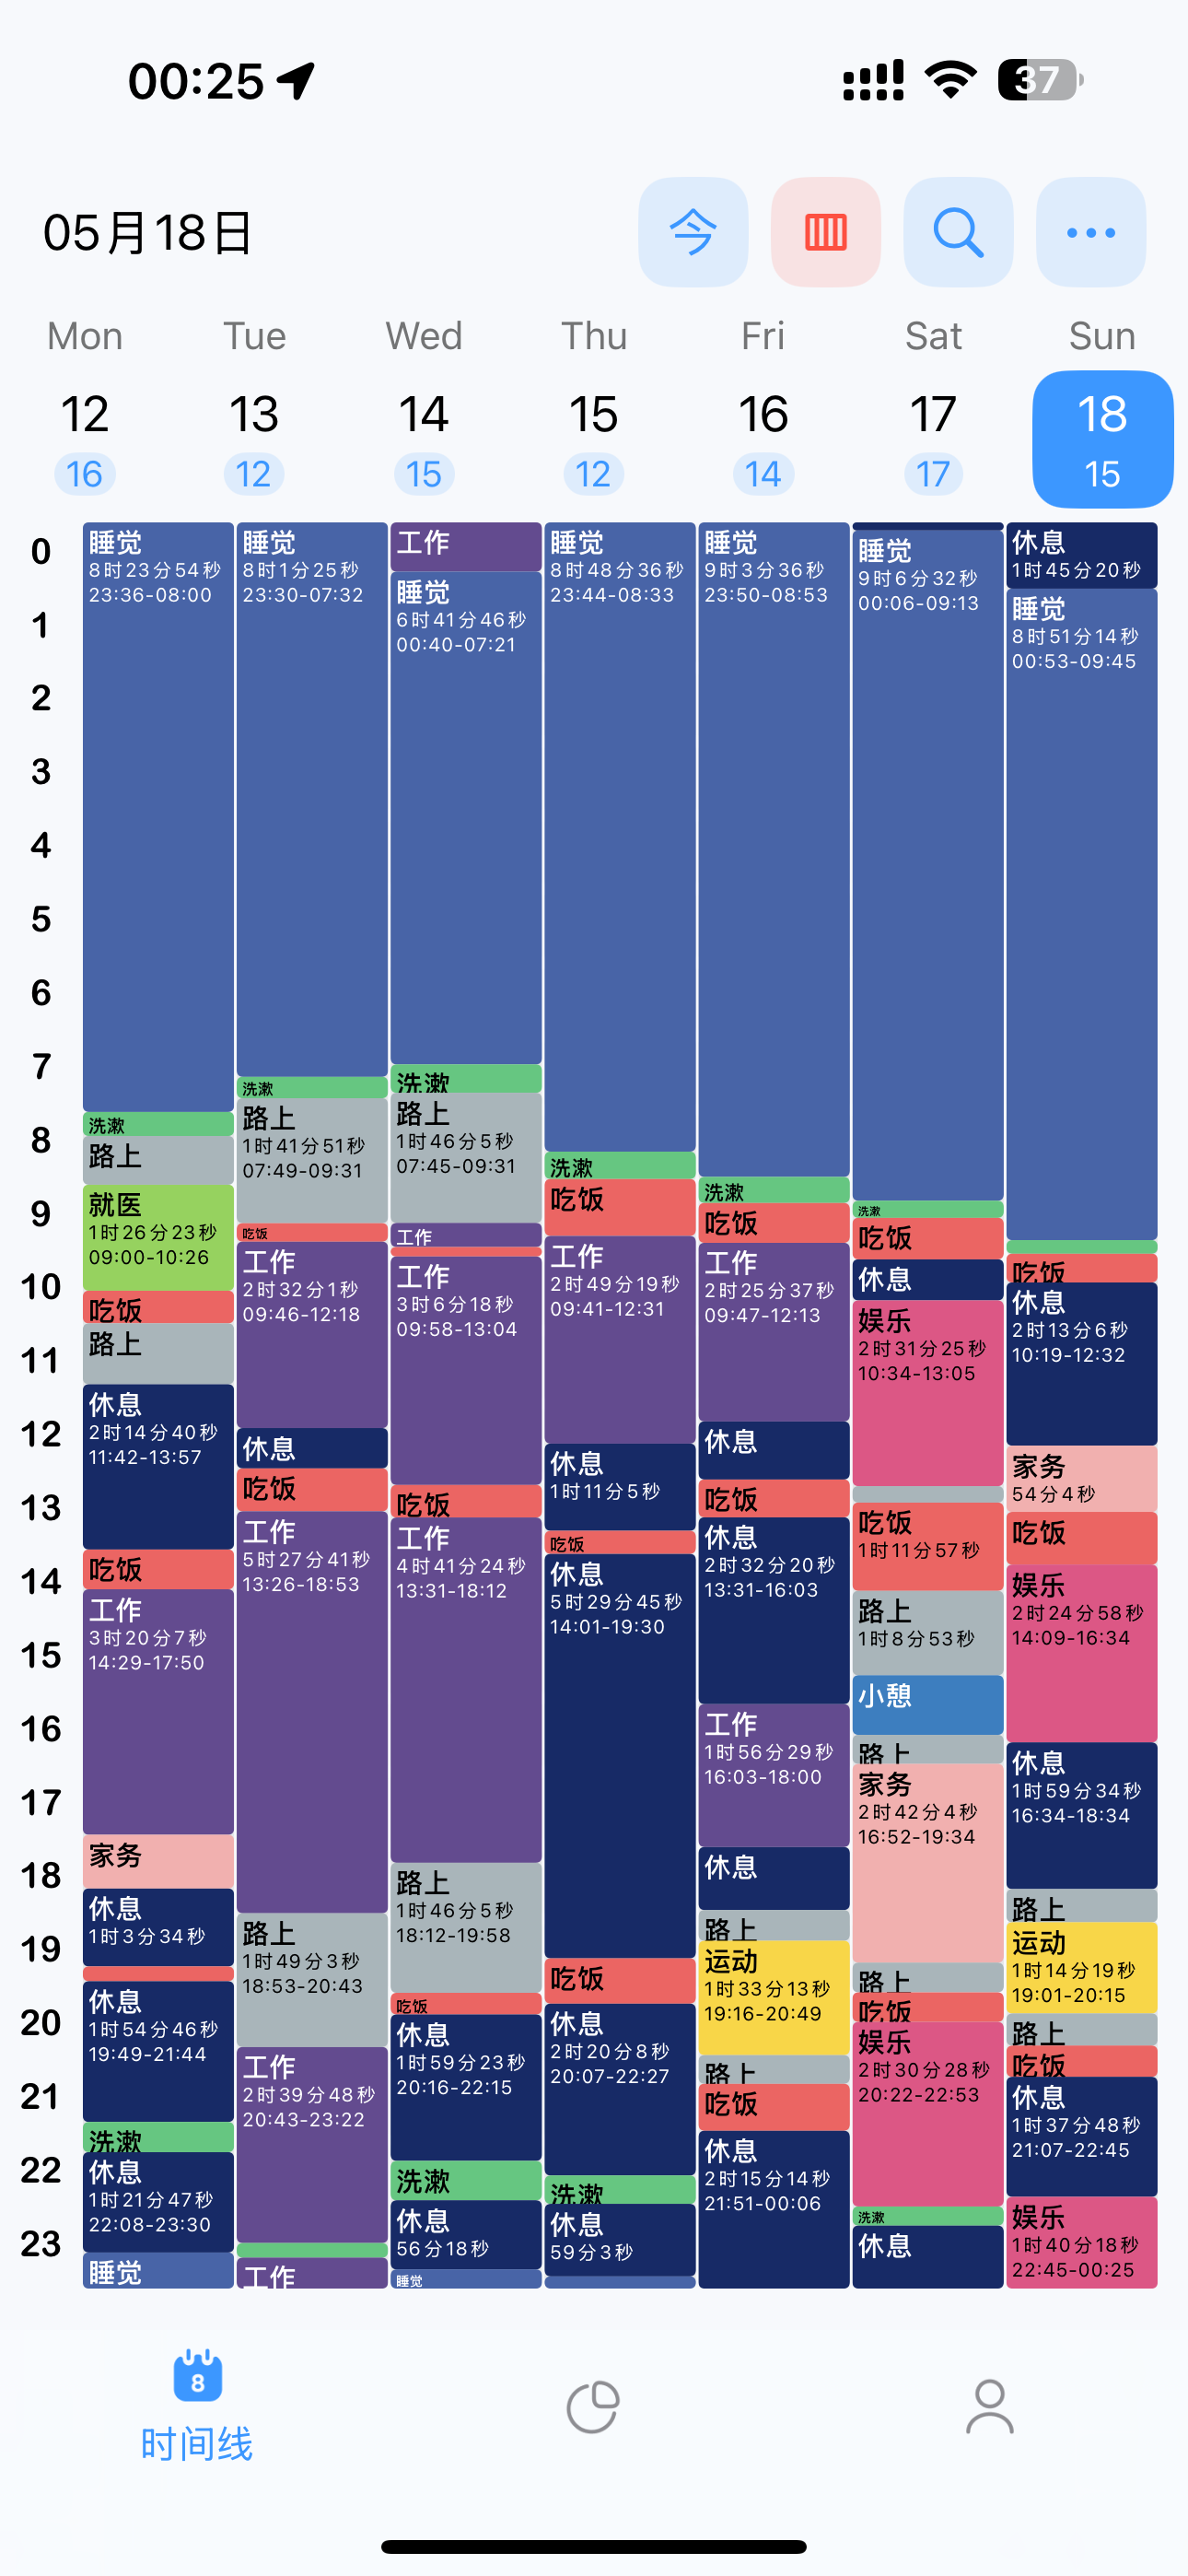 00:25
37
05月18日
今
Mon Tue Wed Thu Fri Sat Sun
12 13 14 15 16 17 18
16 12 15 12 14 17 15
0
1
2
3
4
5
6
7
8
9
10
11
12
13
14
15
16
17
18
19
20
21
22
23
睡觉
8时23分54秒
23:36-08:00
洗漱
路上
就医
1时26分23秒
09:00-10:26
吃饭
路上
休息
2时14分40秒
11:42-13:57
吃饭
工作
3时20分7秒
14:29-17:50
家务
休息
1时3分34秒
休息
1时54分46秒
19:49-21:44
洗漱
休息
1时21分47秒
22:08-23:30
睡觉
睡觉
8时1分25秒
23:30-07:32
洗漱
路上
1时41分51秒
07:49-09:31
吃饭
工作
2时32分1秒
09:46-12:18
休息
吃饭
工作
5时27分41秒
13:26-18:53
路上
1时49分3秒
18:53-20:43
工作
2时39分48秒
20:43-23:22
工作
工作
睡觉
6时41分46秒
00:40-07:21
洗漱
路上
1时46分5秒
07:45-09:31
工作
工作
3时6分18秒
09:58-13:04
吃饭
工作
4时41分24秒
13:31-18:12
路上
1时46分5秒
18:12-19:58
吃饭
休息
1时59分23秒
20:16-22:15
洗漱
休息
56分18秒
睡觉
睡觉
8时48分36秒
23:44-08:33
洗漱
吃饭
工作
2时49分19秒
09:41-12:31
休息
1时11分5秒
吃饭
休息
5时29分45秒
14:01-19:30
吃饭
休息
2时20分8秒
20:07-22:27
洗漱
休息
59分3秒
睡觉
9时3分36秒
23:50-08:53
洗漱
吃饭
工作
2时25分37秒
09:47-12:13
休息
吃饭
休息
2时32分20秒
13:31-16:03
工作
1时56分29秒
16:03-18:00
休息
路上
运动
1时33分13秒
19:16-20:49
路上
吃饭
休息
2时15分14秒
21:51-00:06
睡觉
9时6分32秒
00:06-09:13
洗漱
吃饭
休息
娱乐
2时31分25秒
10:34-13:05
吃饭
1时11分57秒
路上
1时8分53秒
小憩
路上
家务
2时42分4秒
16:52-19:34
路上
吃饭
娱乐
2时30分28秒
20:22-22:53
洗漱
休息
休息
1时45分20秒
睡觉
8时51分14秒
00:53-09:45
吃饭
休息
2时13分6秒
10:19-12:32
家务
54分4秒
吃饭
娱乐
2时24分58秒
14:09-16:34
休息
1时59分34秒
16:34-18:34
路上
运动
1时14分19秒
19:01-20:15
路上
吃饭
休息
1时37分48秒
21:07-22:45
娱乐
1时40分18秒
22:45-00:25
8
时间线